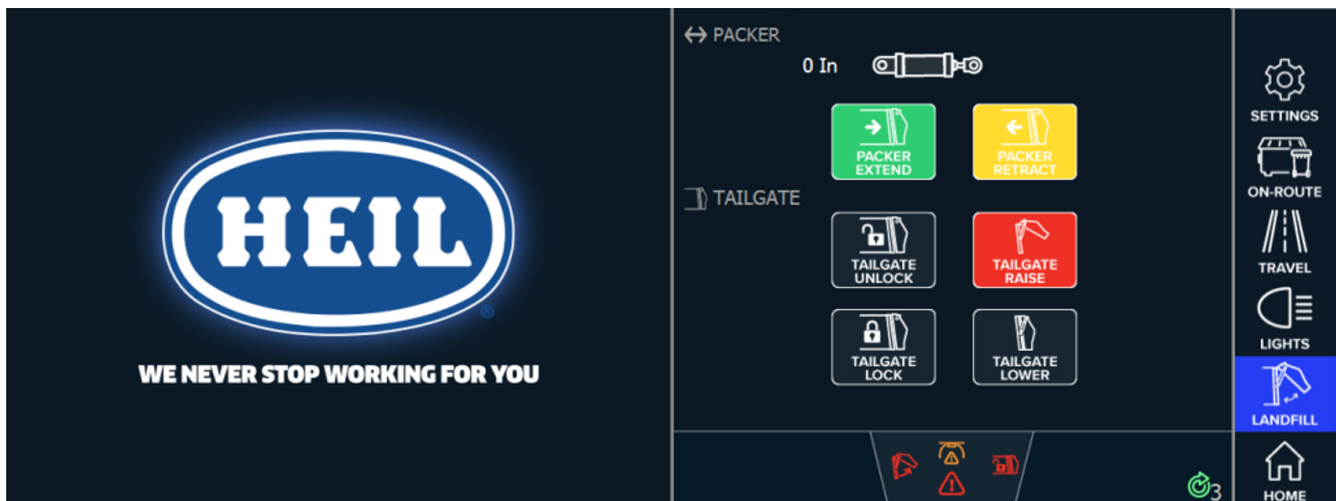 HEIL
®
WE NEVER STOP WORKING FOR YOU
PACKER
0 In
PACKER
EXTEND
PACKER
RETRACT
TAILGATE
TAILGATE
UNLOCK
TAILGATE
RAISE
TAILGATE
LOCK
TAILGATE
LOWER
3
SETTINGS
ON-ROUTE
TRAVEL
LIGHTS
LANDFILL
HOME